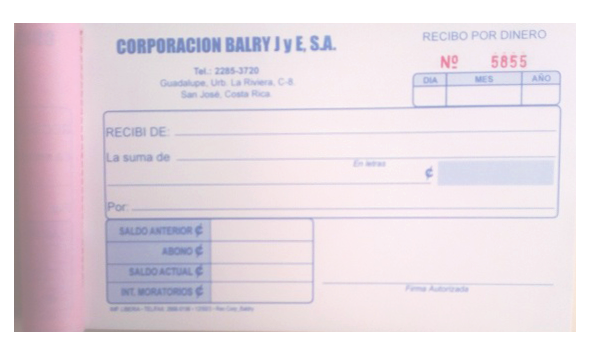 CORPORACION BALRY J y E, S.A.
RECIBO POR DINERO
Nº 5855
Tel.: 2285-3720
Guadalupe, Urb. La Riviera, C-8.
San José, Costa Rica.
DIA MES AÑO
RECIBI DE:
La suma de
En letras
¢
Por:
SALDO ANTERIOR ¢
ABONO ¢
SALDO ACTUAL ¢
INT. MORATORIOS ¢
Firma Autorizada